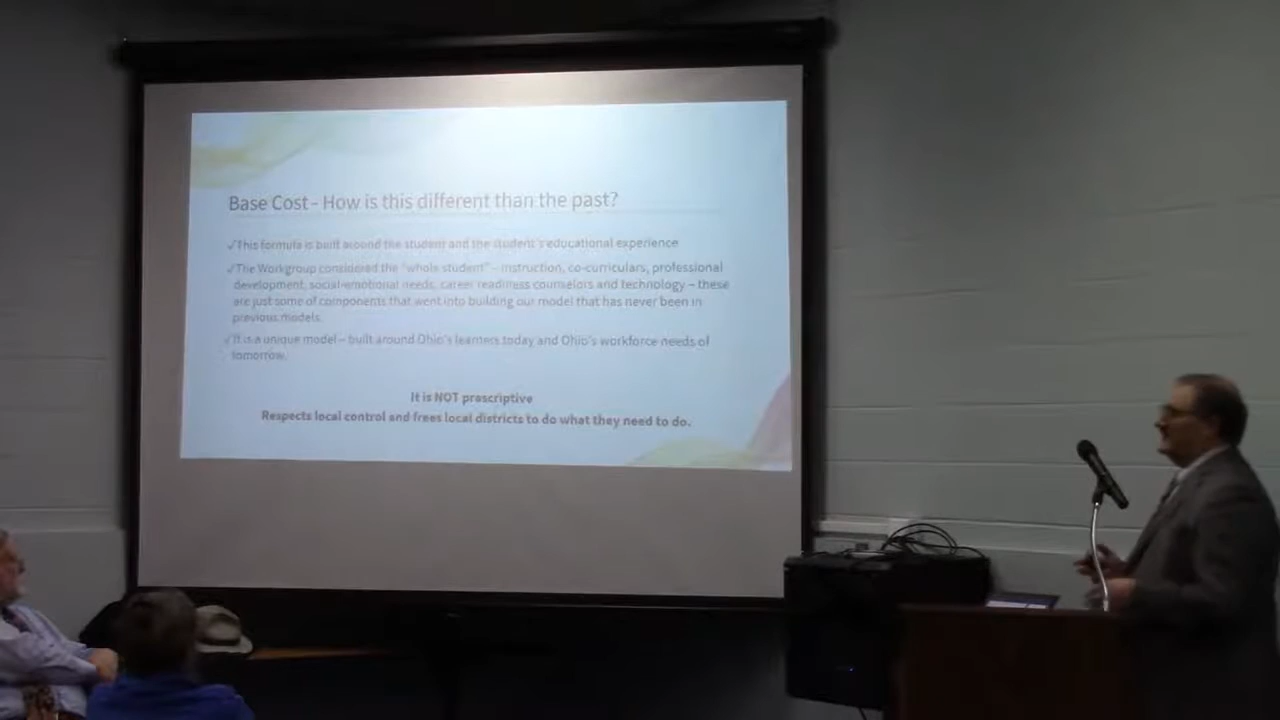 Base Cost - How is this different than the past?
✓This formula is built around the student and the student's educational experience
✓The Workgroup considered the "whole student" – instruction, co-curriculars, professional
development, social-emotional needs, career readiness counselors and technology – these
are just some of components that went into building our model that has never been in
previous models.
✓It is a unique model – built around Ohio's learners today and Ohio's workforce needs of
tomorrow.
It is NOT prescriptive
Respects local control and frees local districts to do what they need to do.